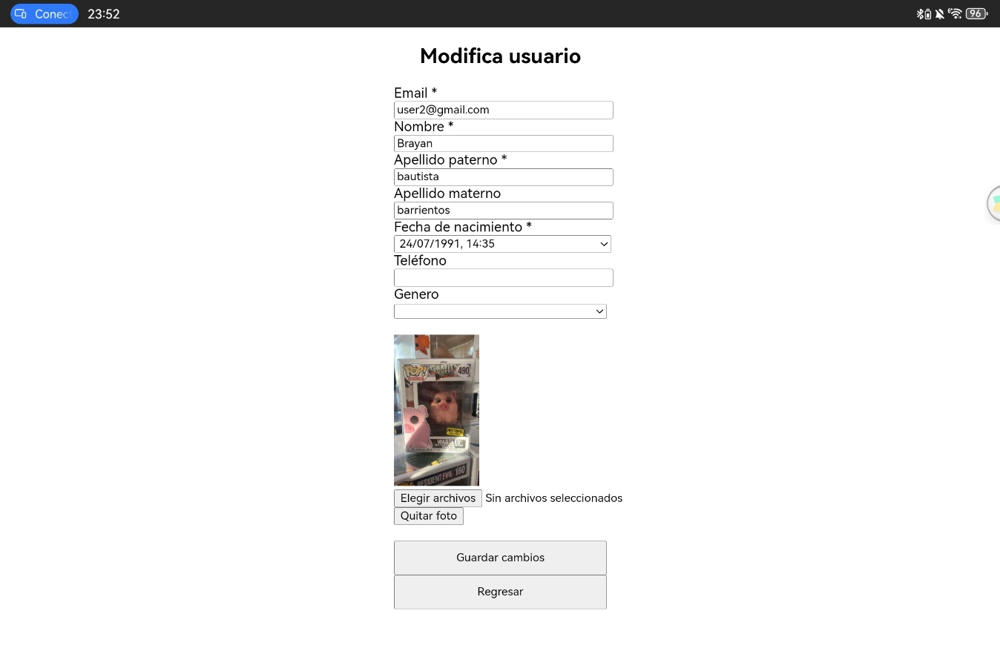 Conec
23:52
96
Modifica usuario
Email *
user2@gmail.com
Nombre *
Brayan
Apellido paterno *
bautista
Apellido materno
barrientos
Fecha de nacimiento *
24/07/1991, 14:35
Teléfono
Genero
POP!
490
RESIDENT EVIL 160
Elegir archivos Sin archivos seleccionados
Quitar foto
Guardar cambios
Regresar